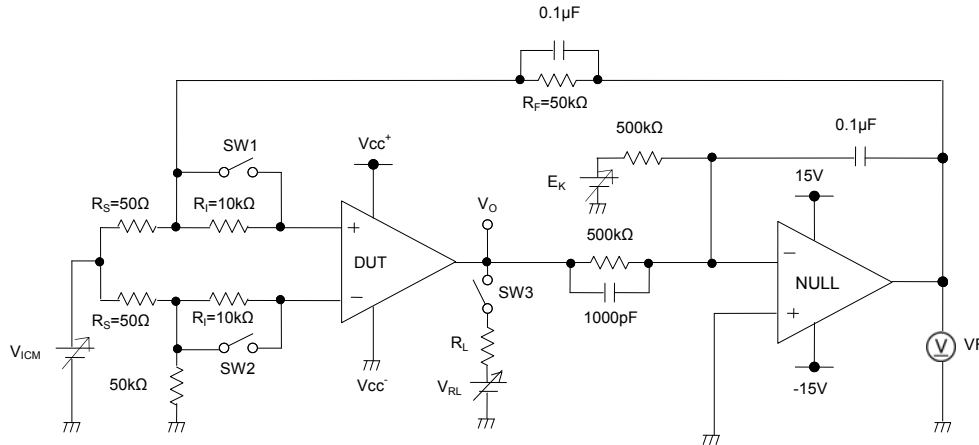 0.1μF
RF=50kΩ
0.1μF
500kΩ
SW1
Vcc+
EK
15V
RS=50Ω
RI=10kΩ
VO
500kΩ
+
DUT
−
−
NULL
+
SW3
RS=50Ω
RI=10kΩ
1000pF
VICM
SW2
RL
V
VF
50kΩ
Vcc-
VRL
-15V